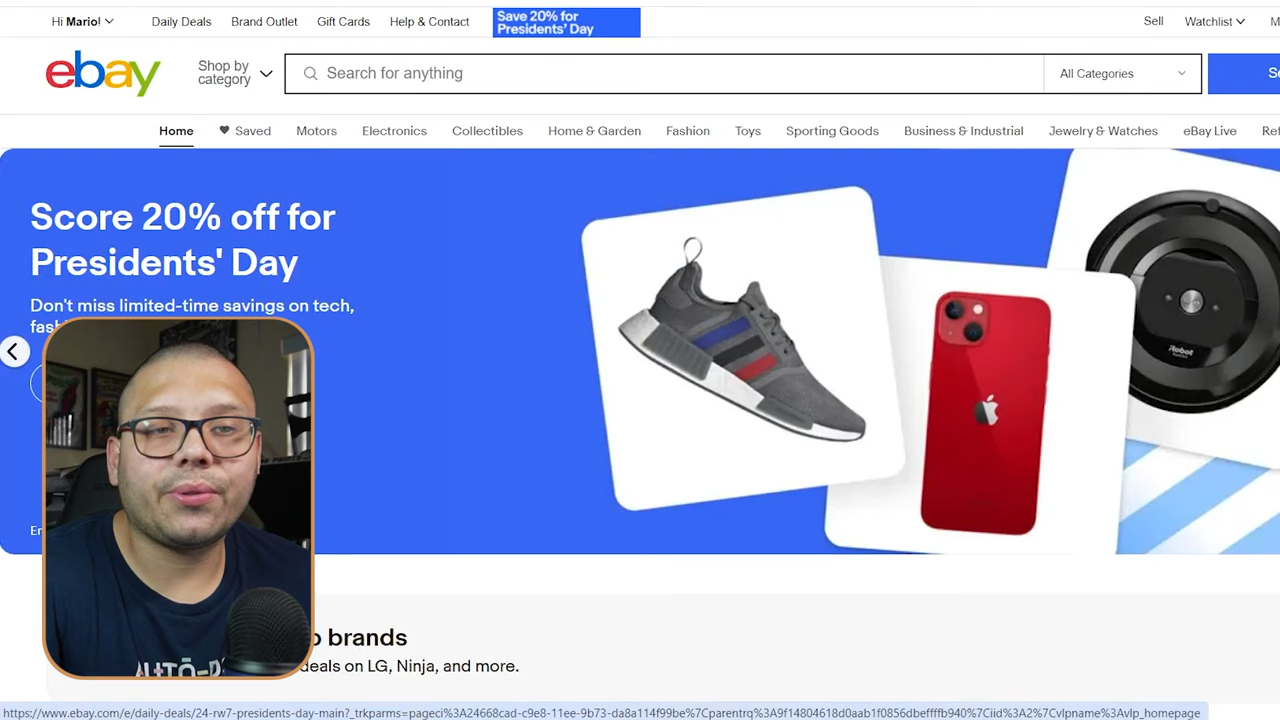 Hi Mario!
Daily Deals
Brand Outlet
Gift Cards
Help & Contact
Save 20% for
Presidents' Day
Sell
Watchlist
ebay
Shop by
category
Search for anything
All Categories
Home
Saved
Motors
Electronics
Collectibles
Home & Garden
Fashion
Toys
Sporting Goods
Business & Industrial
Jewelry & Watches
eBay Live
Score 20% off for
Presidents' Day
Don't miss limited-time savings on tech,
iRobot
brands
deals on LG, Ninja, and more.
https://www.ebay.com/e/daily-deals/24-rw7-presidents-day-main?_trkparms=pageci%3A24668cad-c9e8-11ee-9b73-da8a114f99be%7Cparentrq%3A9f14804618d0aab1f0856dbeffffb940%7Ciid%3A2%7Cvlpname%3Avlp_homepage